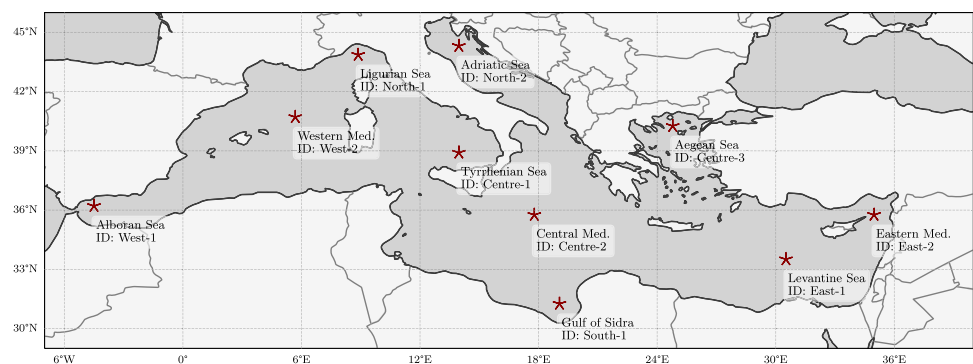 45°N
42°N
39°N
36°N
33°N
30°N
Ligurian Sea
ID: North-1
Adriatic Sea
ID: North-2
Western Med.
ID: West-2
Aegean Sea
ID: Centre-3
Tyrrhenian Sea
ID: Centre-1
Alboran Sea
ID: West-1
Central Med.
ID: Centre-2
Eastern Med.
ID: East-2
Levantine Sea
ID: East-1
Gulf of Sidra
ID: South-1
6°W
0°
6°E
12°E
18°E
24°E
30°E
36°E